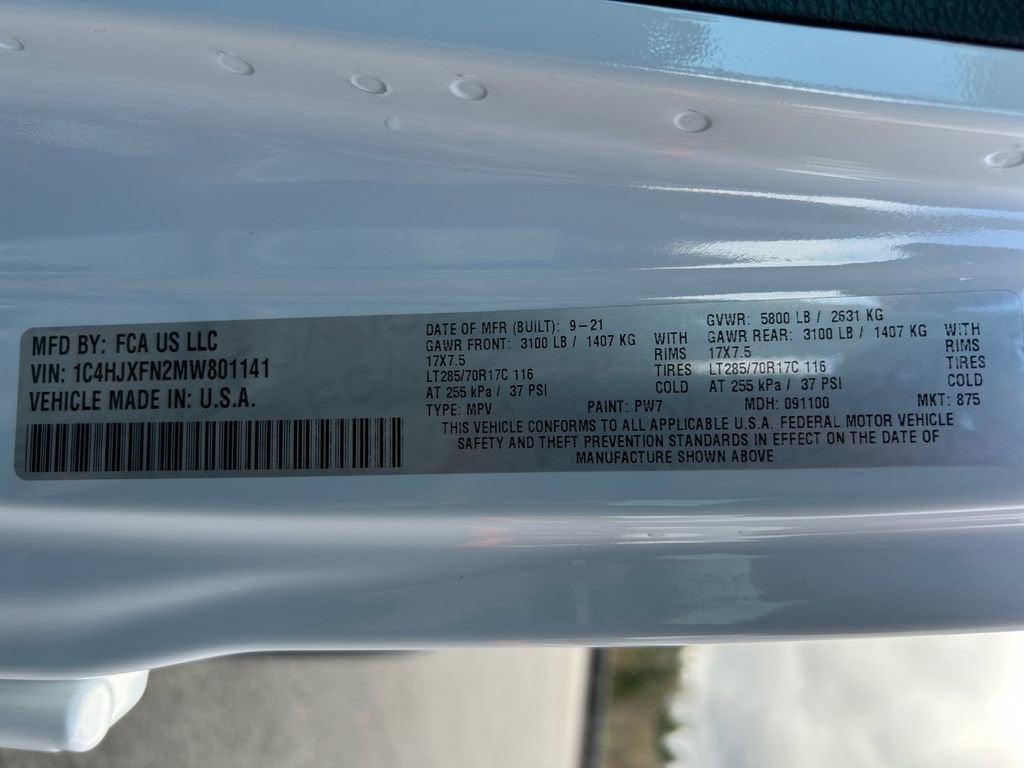 MFD BY: FCA US LLC
VIN: 1C4HJXFN2MW801141
VEHICLE MADE IN: U.S.A.
DATE OF MFR (BUILT): 9-21
GAWR FRONT: 3100 LB / 1407 KG WITH
17X7.5 RIMS
LT285/70R17C 116 TIRES
AT 255 kPa / 37 PSI COLD
GVWR: 5800 LB / 2631 KG
GAWR REAR: 3100 LB / 1407 KG WITH
17X7.5 RIMS
LT285/70R17C 116 TIRES
AT 255 kPa / 37 PSI COLD
TYPE: MPV PAINT: PW7 MDH: 091100 MKT: 875
THIS VEHICLE CONFORMS TO ALL APPLICABLE U.S.A. FEDERAL MOTOR VEHICLE
SAFETY AND THEFT PREVENTION STANDARDS IN EFFECT ON THE DATE OF
MANUFACTURE SHOWN ABOVE.